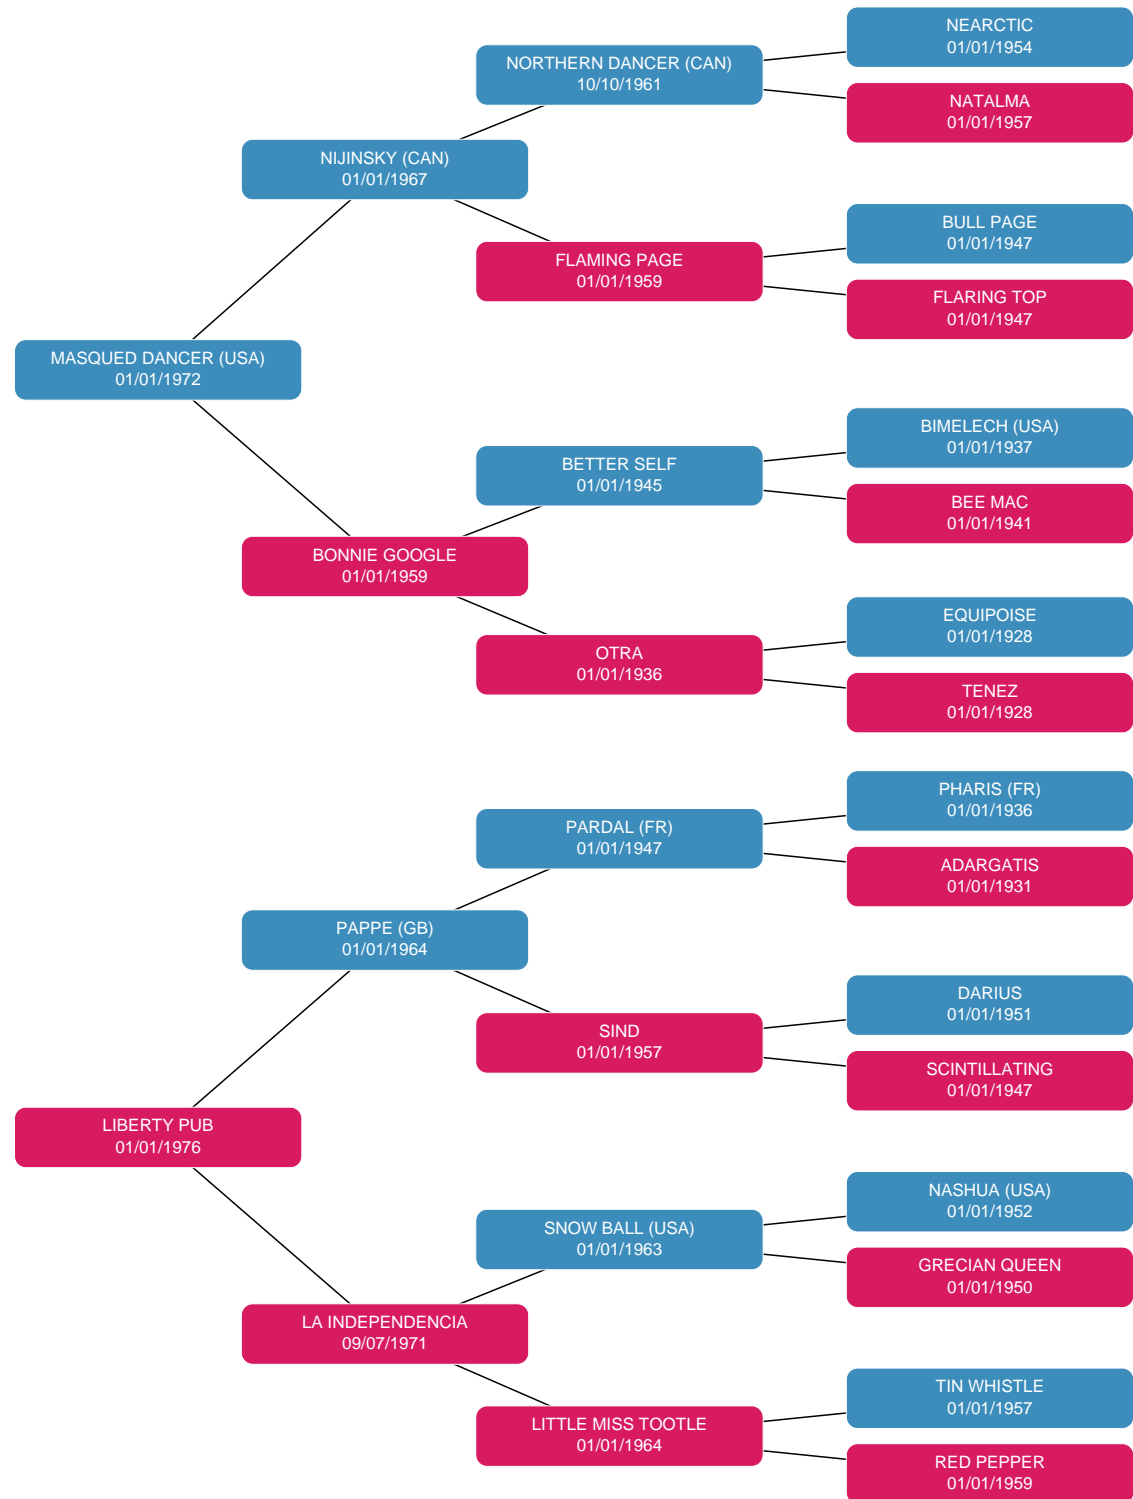 NEARCTIC
01/01/1954
NORTHERN DANCER (CAN)
10/10/1961
NATALMA
01/01/1957
NIJINSKY (CAN)
01/01/1967
BULL PAGE
01/01/1947
FLAMING PAGE
01/01/1959
FLARING TOP
01/01/1947
MASQUED DANCER (USA)
01/01/1972
BIMELECH (USA)
01/01/1937
BETTER SELF
01/01/1945
BEE MAC
01/01/1941
BONNIE GOOGLE
01/01/1959
EQUIPOISE
01/01/1928
OTRA
01/01/1936
TENEZ
01/01/1928
PHARIS (FR)
01/01/1936
PARDAL (FR)
01/01/1947
ADARGATIS
01/01/1931
PAPPE (GB)
01/01/1964
DARIUS
01/01/1951
SIND
01/01/1957
SCINTILLATING
01/01/1947
LIBERTY PUB
01/01/1976
NASHUA (USA)
01/01/1952
SNOW BALL (USA)
01/01/1963
GRECIAN QUEEN
01/01/1950
LA INDEPENDENCIA
09/07/1971
TIN WHISTLE
01/01/1957
LITTLE MISS TOOTLE
01/01/1964
RED PEPPER
01/01/1959